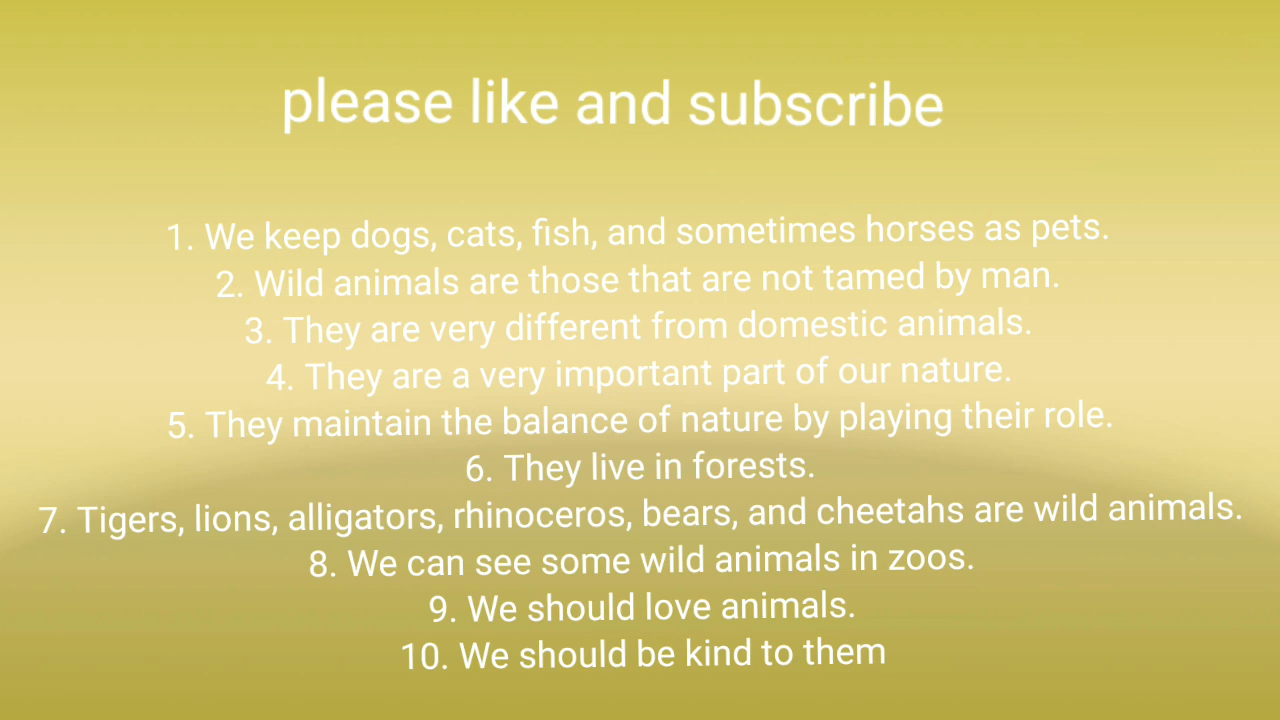 please like and subscribe
1. We keep dogs, cats, fish, and sometimes horses as pets.
2. Wild animals are those that are not tamed by man.
3. They are very different from domestic animals.
4. They are a very important part of our nature.
5. They maintain the balance of nature by playing their role.
6. They live in forests.
7. Tigers, lions, alligators, rhinoceros, bears, and cheetahs are wild animals.
8. We can see some wild animals in zoos.
9. We should love animals.
10. We should be kind to them